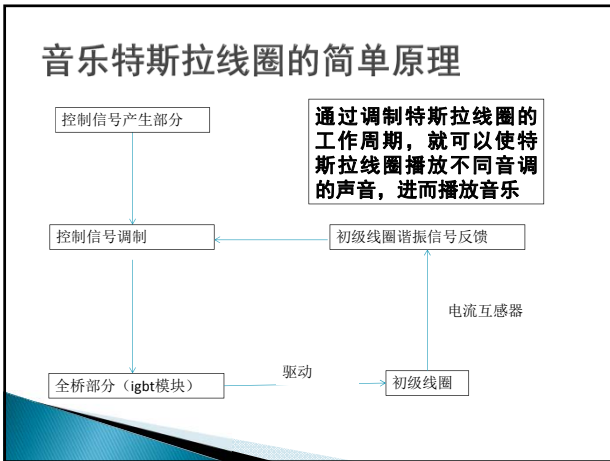 音乐特斯拉线圈的简单原理
控制信号产生部分
通过调制特斯拉线圈的
工作周期，就可以使特
斯拉线圈播放不同音调
的声音，进而播放音乐
控制信号调制
初级线圈谐振信号反馈
电流互感器
驱动
全桥部分（igbt模块）
初级线圈